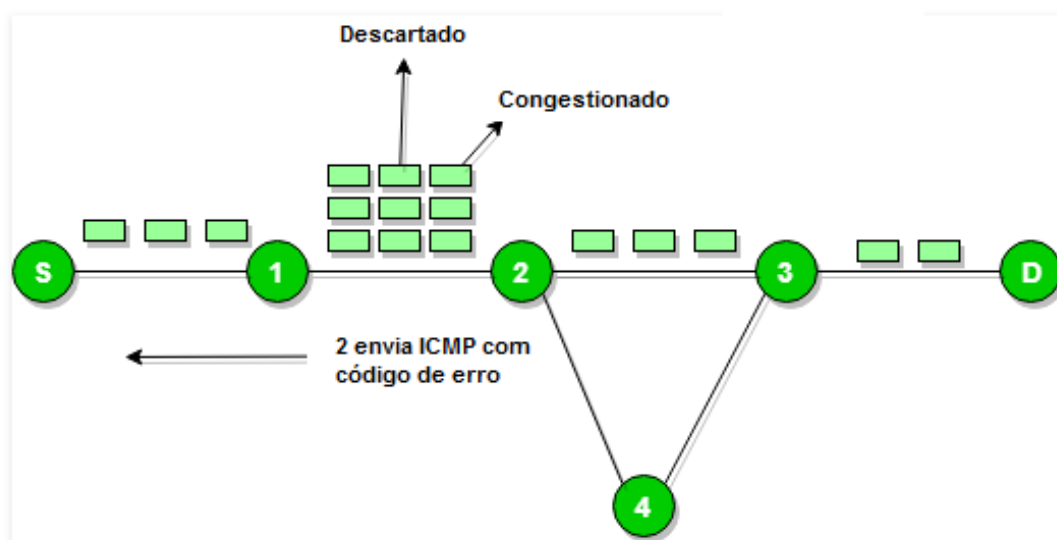 Descartado
Congestionado
S
1
2
3
D
2 envia ICMP com
código de erro
4